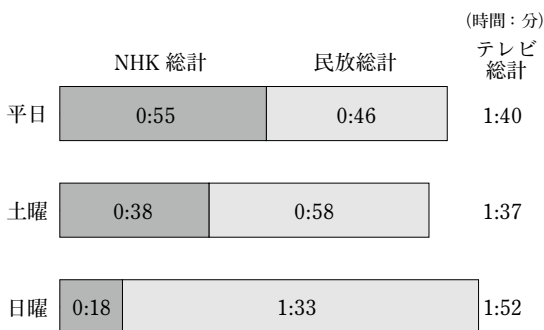 (時間：分)
NHK 総計 民放総計 テレビ
総計
平日 0:55 0:46 1:40
土曜 0:38 0:58 1:37
日曜 0:18 1:33 1:52